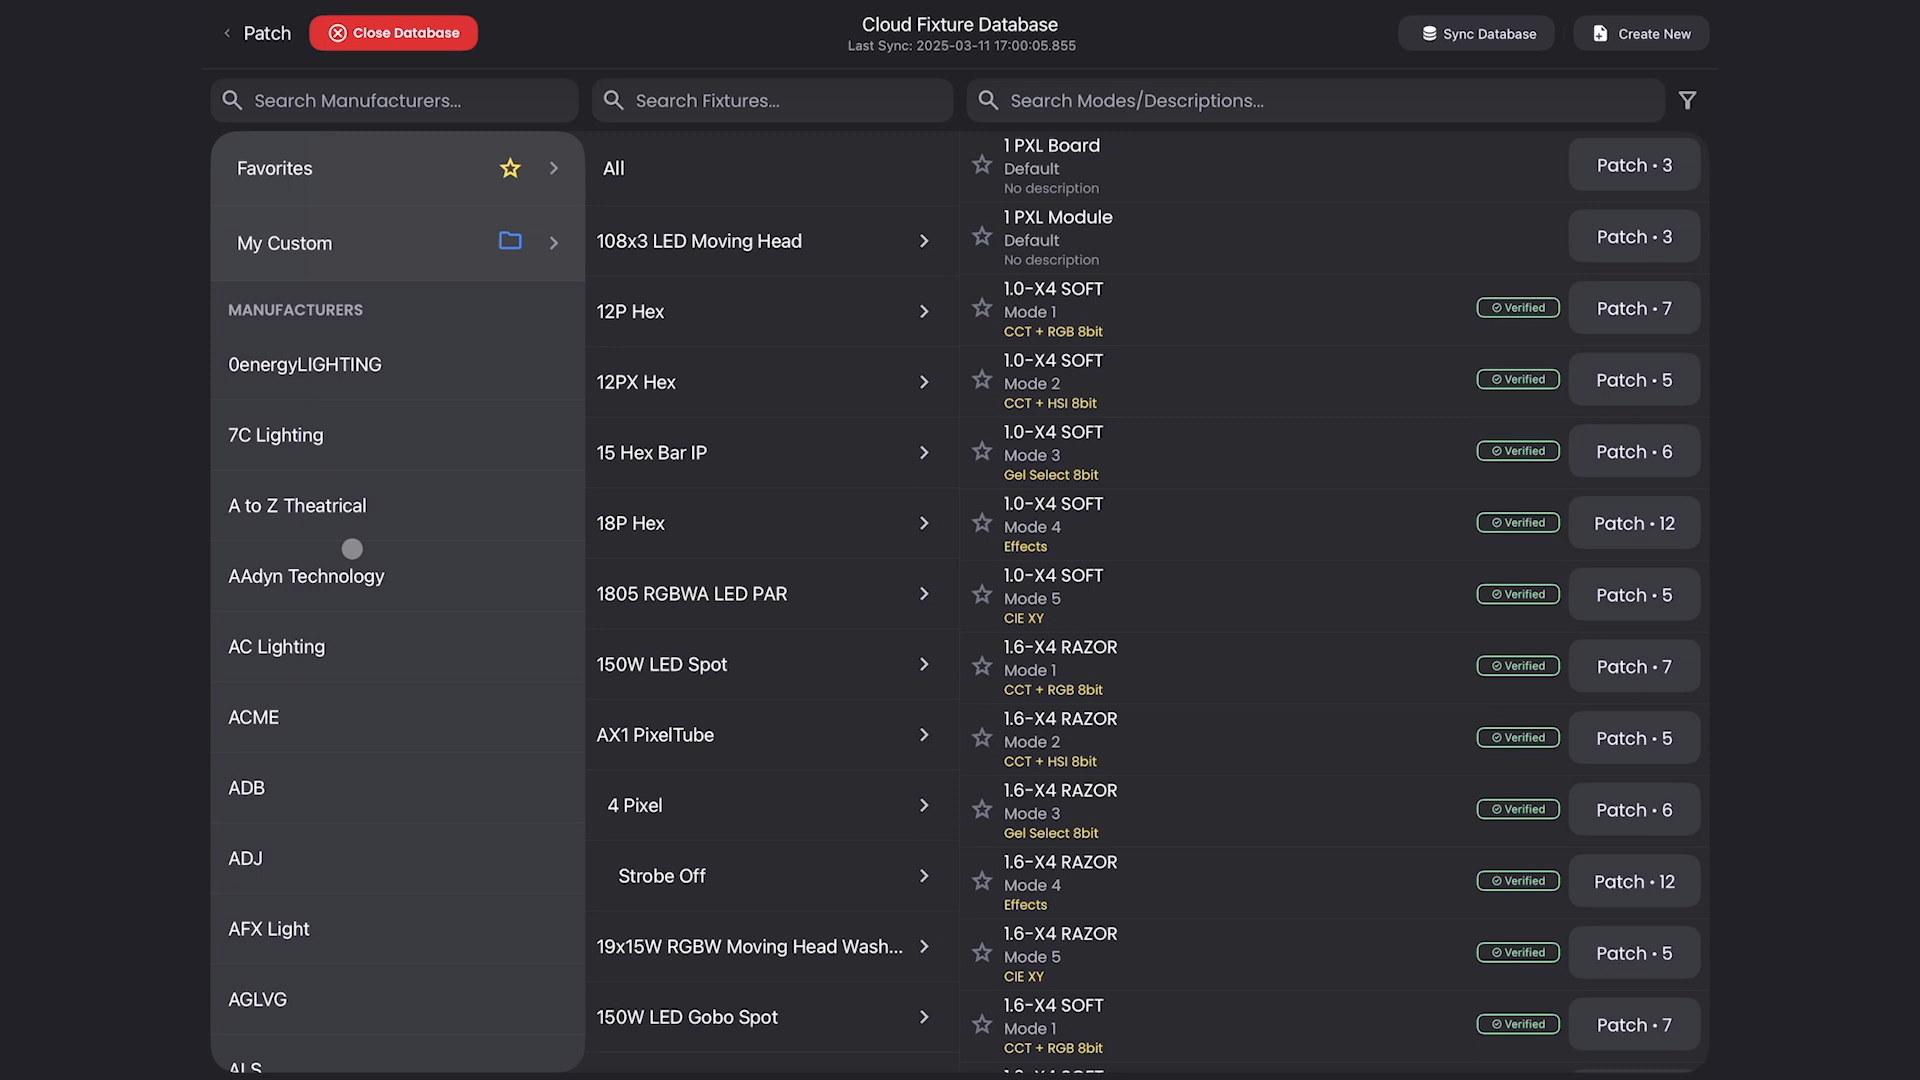 Patch
Close Database
Cloud Fixture Database
Last Sync: 2025-03-11 17:00:05.855
Sync Database
Create New
Search Manufacturers...
Search Fixtures...
Search Modes/Descriptions...
Favorites
My Custom
MANUFACTURERS
0energyLIGHTING
7C Lighting
A to Z Theatrical
AAdyn Technology
AC Lighting
ACME
ADB
ADJ
AFX Light
AGLVG
ALS
All
108x3 LED Moving Head
12P Hex
12PX Hex
15 Hex Bar IP
18P Hex
1805 RGBWA LED PAR
150W LED Spot
AX1 PixelTube
4 Pixel
Strobe Off
19x15W RGBW Moving Head Wash...
150W LED Gobo Spot
1 PXL Board
Default
No description
Patch • 3
1 PXL Module
Default
No description
Patch • 3
1.0-X4 SOFT
Mode 1
CCT + RGB 8bit
Verified
Patch • 7
1.0-X4 SOFT
Mode 2
CCT + HSI 8bit
Verified
Patch • 5
1.0-X4 SOFT
Mode 3
Gel Select 8bit
Verified
Patch • 6
1.0-X4 SOFT
Mode 4
Effects
Verified
Patch • 12
1.0-X4 SOFT
Mode 5
CIE XY
Verified
Patch • 5
1.6-X4 RAZOR
Mode 1
CCT + RGB 8bit
Verified
Patch • 7
1.6-X4 RAZOR
Mode 2
CCT + HSI 8bit
Verified
Patch • 5
1.6-X4 RAZOR
Mode 3
Gel Select 8bit
Verified
Patch • 6
1.6-X4 RAZOR
Mode 4
Effects
Verified
Patch • 12
1.6-X4 RAZOR
Mode 5
CIE XY
Verified
Patch • 5
1.6-X4 SOFT
Mode 1
CCT + RGB 8bit
Verified
Patch • 7